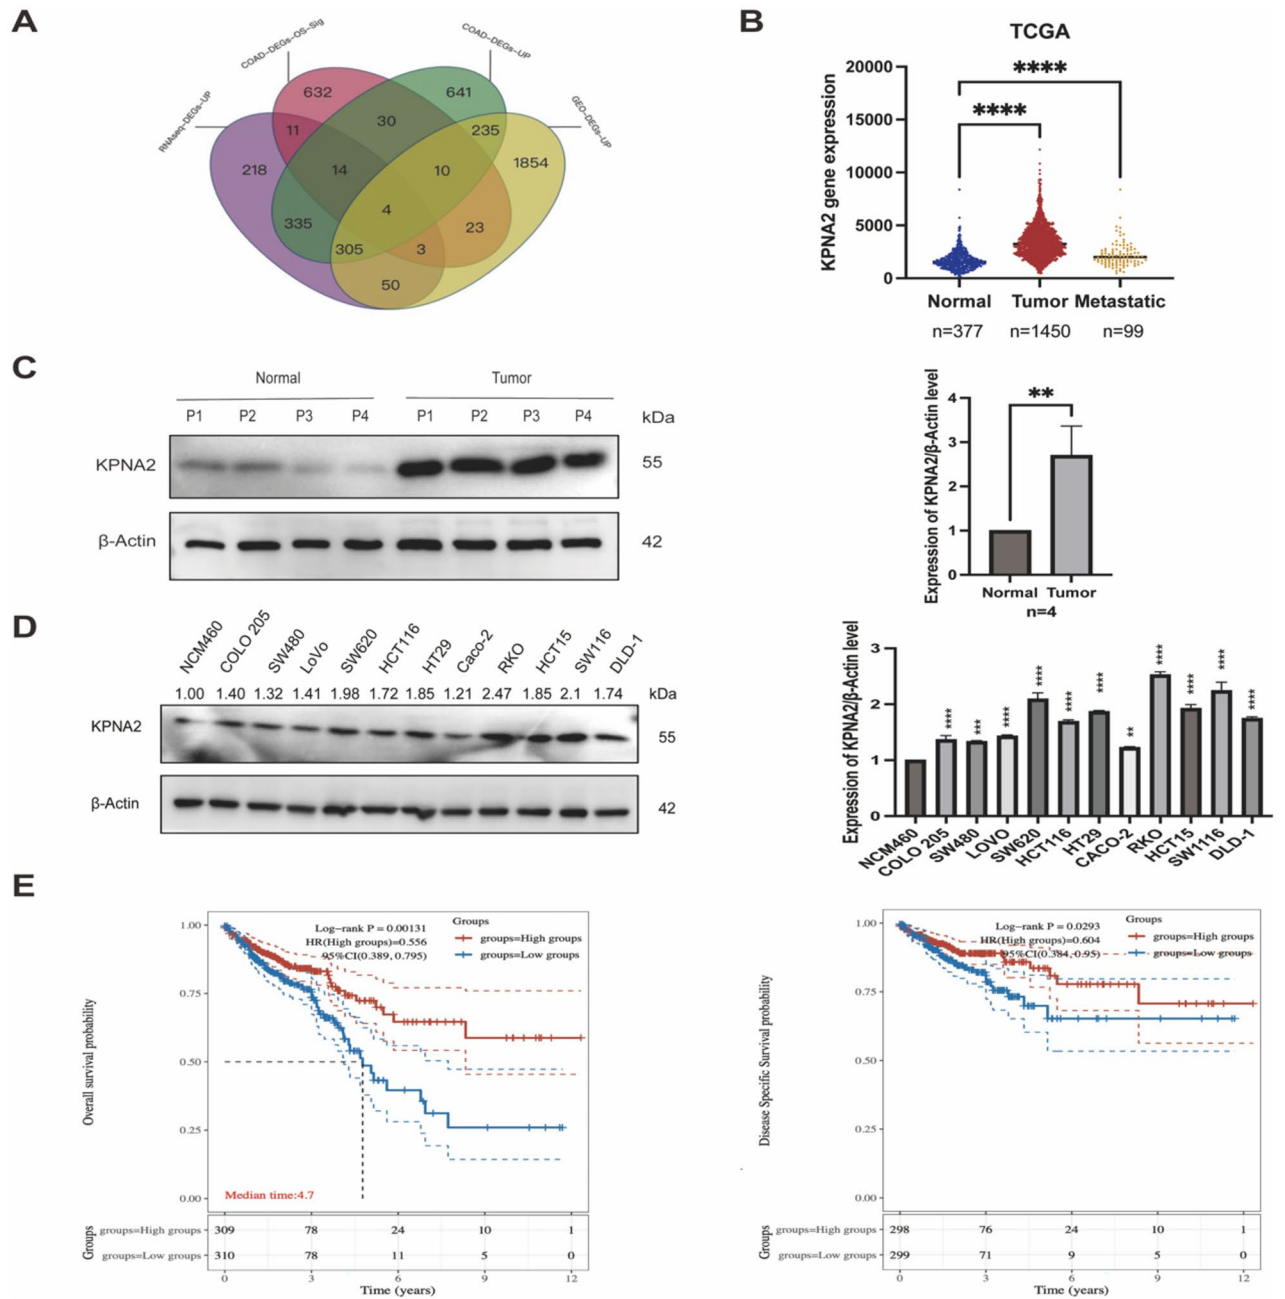 A
COAD-DEGs-OS-Sig
COAD-DEGs-UP
RNAseq-DEGs-UP
GEO-DEGs-UP
632
641
11
30
235
218
14
10
1854
335
4
23
305
3
50
B
TCGA
KPNA2 gene expression
20000
15000
10000
5000
0
****
****
Normal Tumor Metastatic
n=377 n=1450 n=99
C
Normal Tumor
P1 P2 P3 P4 P1 P2 P3 P4 kDa
KPNA2 55
β-Actin 42
Expression of KPNA2/β-Actin level
4
3
2
1
0
**
Normal Tumor
n=4
D
NCM460 COLO 205 SW480 LoVo SW620 HCT116 HT29 Caco-2 RKO HCT15 SW116 DLD-1
1.00 1.40 1.32 1.41 1.98 1.72 1.85 1.21 2.47 1.85 2.1 1.74 kDa
KPNA2 55
β-Actin 42
Expression of KPNA2/β-Actin level
3
2
1
0
**** *** **** **** **** **** ** **** **** **** ****
NCM460 COLO 205 SW480 LOVO SW620 HCT116 HT29 CACO-2 RKO HCT15 SW1116 DLD-1
E
Overall survival probability
1.00
0.75
0.50
0.25
0.00
Log-rank P = 0.00131
HR(High groups)=0.556
95%CI(0.389, 0.795)
Groups
groups=High groups
groups=Low groups
Median time:4.7
Groups
groups=High groups 309 78 24 10 1
groups=Low groups 310 78 11 5 0
0 3 6 9 12
Time (years)
Disease Specific Survival probability
1.00
0.75
0.50
0.25
0.00
Log-rank P = 0.0293
HR(High groups)=0.604
95%CI(0.384, 0.95)
Groups
groups=High groups
groups=Low groups
Groups
groups=High groups 298 76 24 10 1
groups=Low groups 299 71 9 5 0
0 3 6 9 12
Time (years)